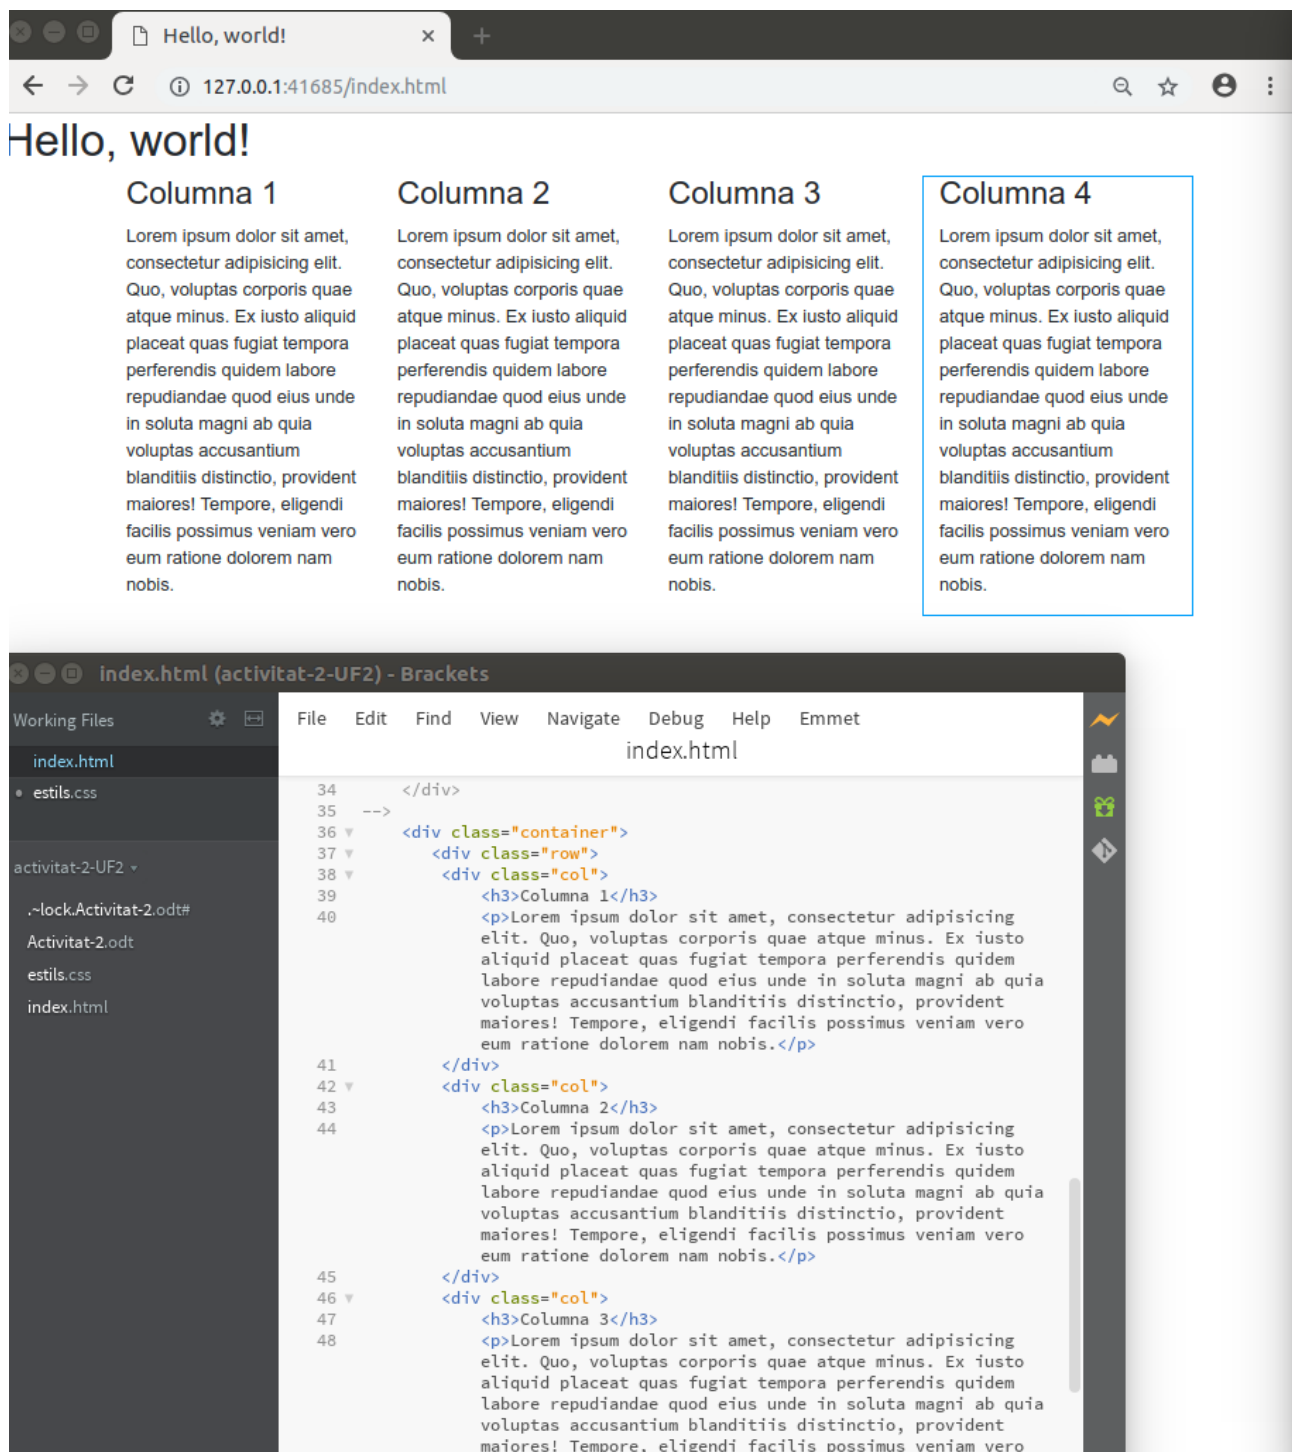 Hello, world!
127.0.0.1:41685/index.html
Hello, world!
Columna 1
Lorem ipsum dolor sit amet,
consectetur adipisicing elit.
Quo, voluptas corporis quae
atque minus. Ex iusto aliquid
placeat quas fugiat tempora
perferendis quidem labore
repudiandae quod eius unde
in soluta magni ab quia
voluptas accusantium
blanditiis distinctio, provident
maiores! Tempore, eligendi
facilis possimus veniam vero
eum ratione dolorem nam
nobis.
Columna 2
Lorem ipsum dolor sit amet,
consectetur adipisicing elit.
Quo, voluptas corporis quae
atque minus. Ex iusto aliquid
placeat quas fugiat tempora
perferendis quidem labore
repudiandae quod eius unde
in soluta magni ab quia
voluptas accusantium
blanditiis distinctio, provident
maiores! Tempore, eligendi
facilis possimus veniam vero
eum ratione dolorem nam
nobis.
Columna 3
Lorem ipsum dolor sit amet,
consectetur adipisicing elit.
Quo, voluptas corporis quae
atque minus. Ex iusto aliquid
placeat quas fugiat tempora
perferendis quidem labore
repudiandae quod eius unde
in soluta magni ab quia
voluptas accusantium
blanditiis distinctio, provident
maiores! Tempore, eligendi
facilis possimus veniam vero
eum ratione dolorem nam
nobis.
Columna 4
Lorem ipsum dolor sit amet,
consectetur adipisicing elit.
Quo, voluptas corporis quae
atque minus. Ex iusto aliquid
placeat quas fugiat tempora
perferendis quidem labore
repudiandae quod eius unde
in soluta magni ab quia
voluptas accusantium
blanditiis distinctio, provident
maiores! Tempore, eligendi
facilis possimus veniam vero
eum ratione dolorem nam
nobis.
index.html (activitat-2-UF2) - Brackets
Working Files
index.html
estils.css
activitat-2-UF2
.~lock.Activitat-2.odt#
Activitat-2.odt
estils.css
index.html
File Edit Find View Navigate Debug Help Emmet
index.html
34 </div>
35 -->
36 <div class="container">
37 <div class="row">
38 <div class="col">
39 <h3>Columna 1</h3>
40 <p>Lorem ipsum dolor sit amet, consectetur adipisicing
elit. Quo, voluptas corporis quae atque minus. Ex iusto
aliquid placeat quas fugiat tempora perferendis quidem
labore repudiandae quod eius unde in soluta magni ab quia
voluptas accusantium blanditiis distinctio, provident
maiores! Tempore, eligendi facilis possimus veniam vero
eum ratione dolorem nam nobis.</p>
41 </div>
42 <div class="col">
43 <h3>Columna 2</h3>
44 <p>Lorem ipsum dolor sit amet, consectetur adipisicing
elit. Quo, voluptas corporis quae atque minus. Ex iusto
aliquid placeat quas fugiat tempora perferendis quidem
labore repudiandae quod eius unde in soluta magni ab quia
voluptas accusantium blanditiis distinctio, provident
maiores! Tempore, eligendi facilis possimus veniam vero
eum ratione dolorem nam nobis.</p>
45 </div>
46 <div class="col">
47 <h3>Columna 3</h3>
48 <p>Lorem ipsum dolor sit amet, consectetur adipisicing
elit. Quo, voluptas corporis quae atque minus. Ex iusto
aliquid placeat quas fugiat tempora perferendis quidem
labore repudiandae quod eius unde in soluta magni ab quia
voluptas accusantium blanditiis distinctio, provident
maiores! Tempore, eligendi facilis possimus veniam vero